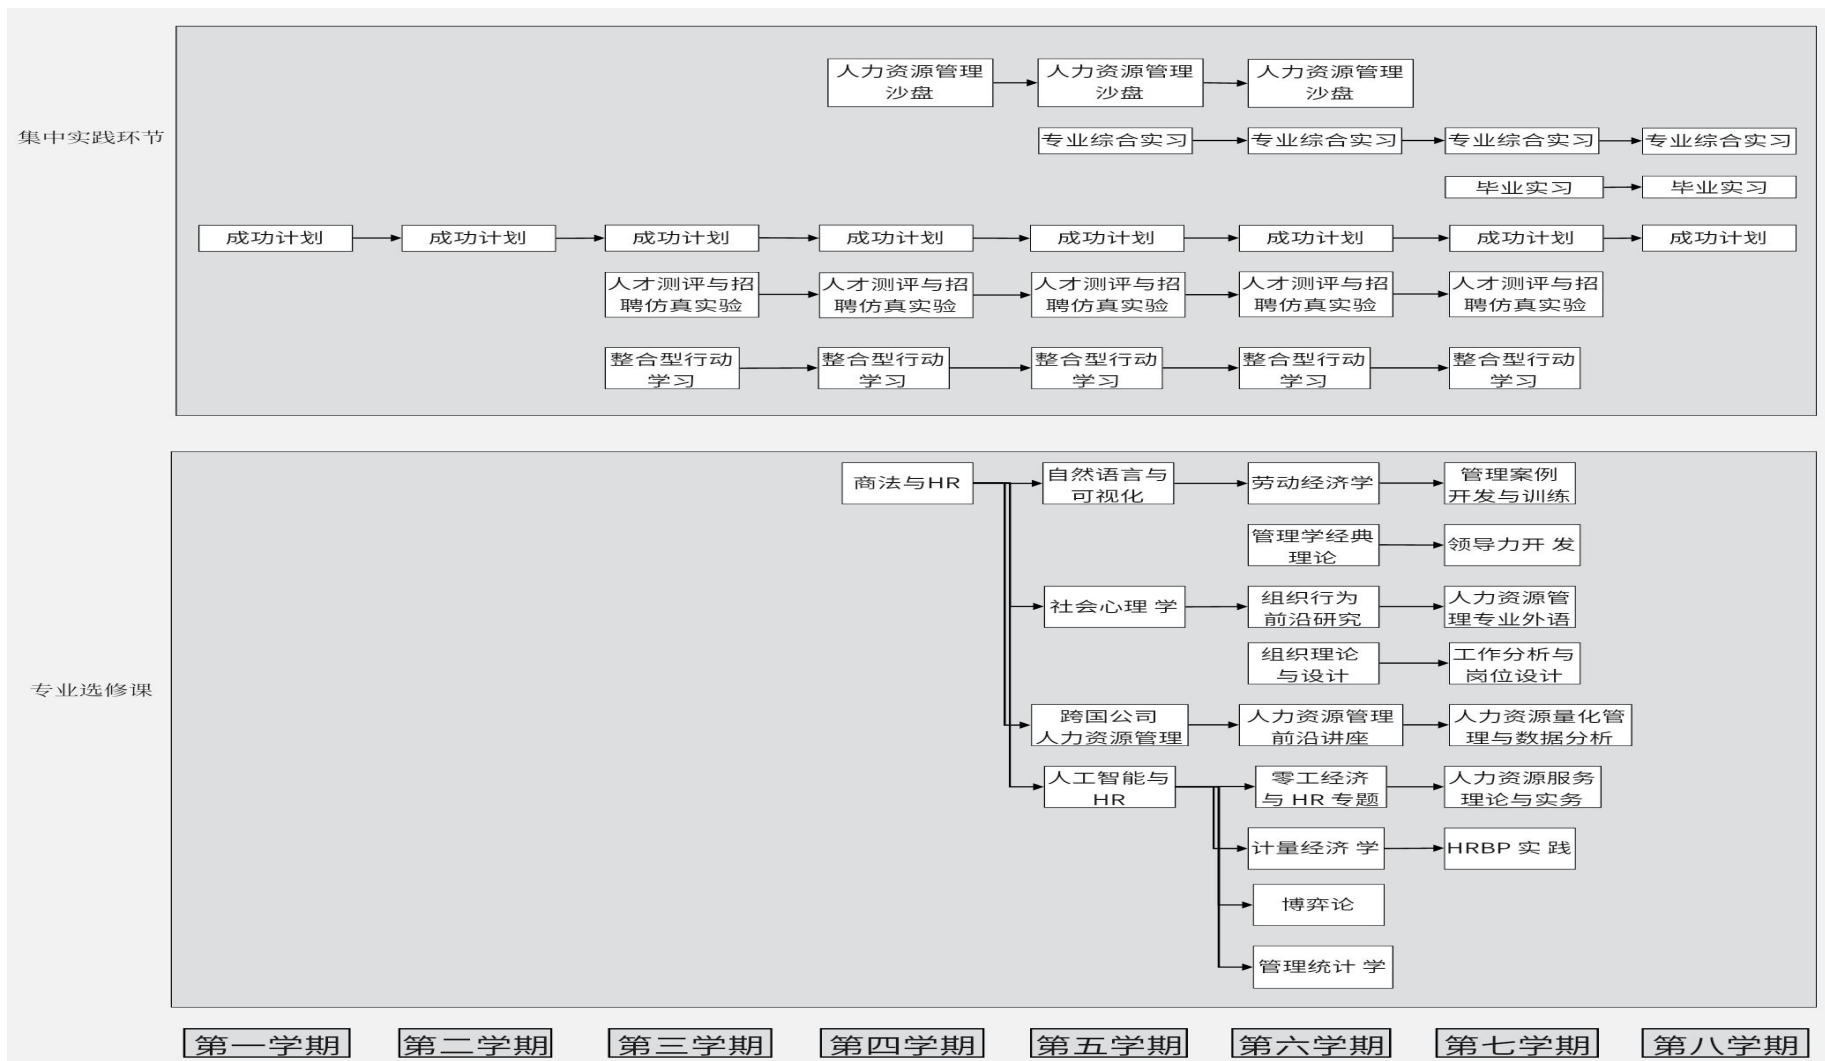 人力资源管理
沙盘
人力资源管理
沙盘
人力资源管理
沙盘
集中实践环节
专业综合实习
专业综合实习
专业综合实习
专业综合实习
毕业实习
毕业实习
成功计划
成功计划
成功计划
成功计划
成功计划
成功计划
成功计划
成功计划
人才测评与招
聘仿真实验
人才测评与招
聘仿真实验
人才测评与招
聘仿真实验
人才测评与招
聘仿真实验
人才测评与招
聘仿真实验
整合型行动
学习
整合型行动
学习
整合型行动
学习
整合型行动
学习
整合型行动
学习
专业选修课
商法与HR
自然语言与
可视化
劳动经济学
管理案例
开发与训练
管理学经典
理论
领导力开 发
社会心理 学
组织行为
前沿研究
人力资源管
理专业外语
组织理论
与设计
工作分析与
岗位设计
跨国公司
人力资源管理
人力资源管理
前沿讲座
人力资源量化管
理与数据分析
人工智能与
HR
零工经济
与 HR 专题
人力资源服务
理论与实务
计量经济 学
HRBP 实 践
博弈论
管理统计 学
第一学期
第二学期
第三学期
第四学期
第五学期
第六学期
第七学期
第八学期